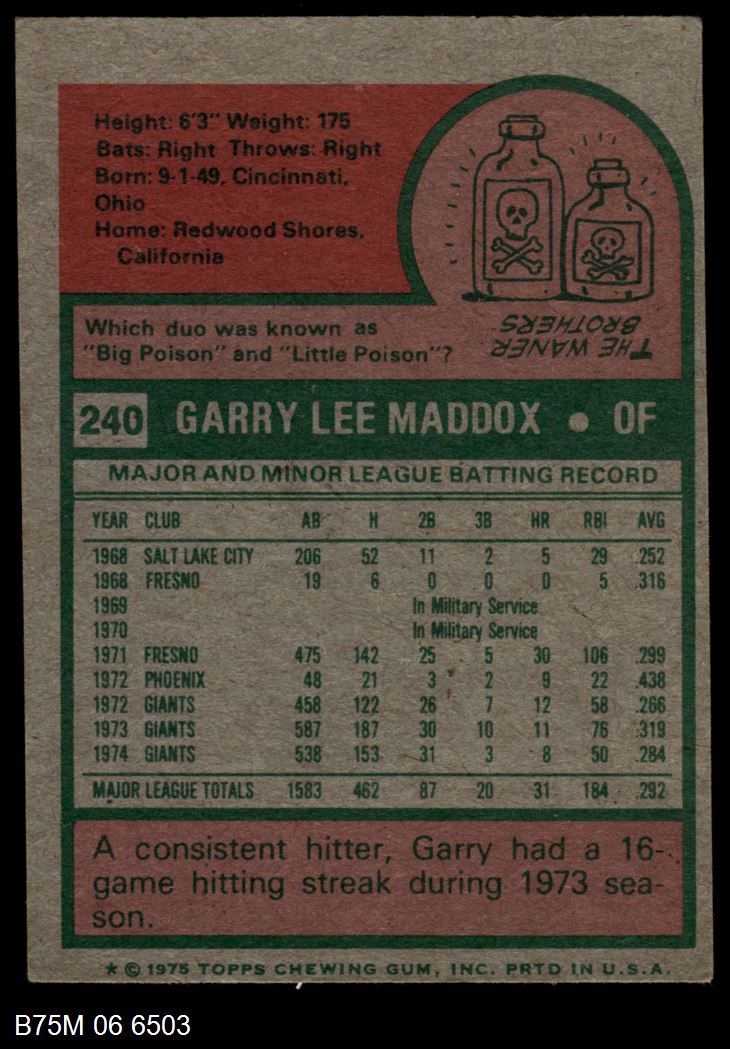 Height: 6'3" Weight: 175
Bats: Right Throws: Right
Born: 9-1-49, Cincinnati,
Ohio
Home: Redwood Shores,
California
Which duo was known as
"Big Poison" and "Little Poison"?
THE WANER
BROTHERS
240 GARRY LEE MADDOX • OF
MAJOR AND MINOR LEAGUE BATTING RECORD
YEAR CLUB AB H 2B 3B HR RBI AVG
1968 SALT LAKE CITY 206 52 11 2 5 29 .252
1968 FRESNO 19 6 0 0 0 5 .316
1969 In Military Service
1970 In Military Service
1971 FRESNO 475 142 25 5 30 106 .299
1972 PHOENIX 48 21 3 2 9 22 .438
1972 GIANTS 458 122 26 7 12 58 .266
1973 GIANTS 587 187 30 10 11 76 .319
1974 GIANTS 538 153 31 3 8 50 .284
MAJOR LEAGUE TOTALS 1583 462 87 20 31 184 .292
A consistent hitter, Garry had a 16-
game hitting streak during 1973 sea-
son.
* © 1975 TOPPS CHEWING GUM, INC. PRTD IN U.S.A.
B75M 06 6503